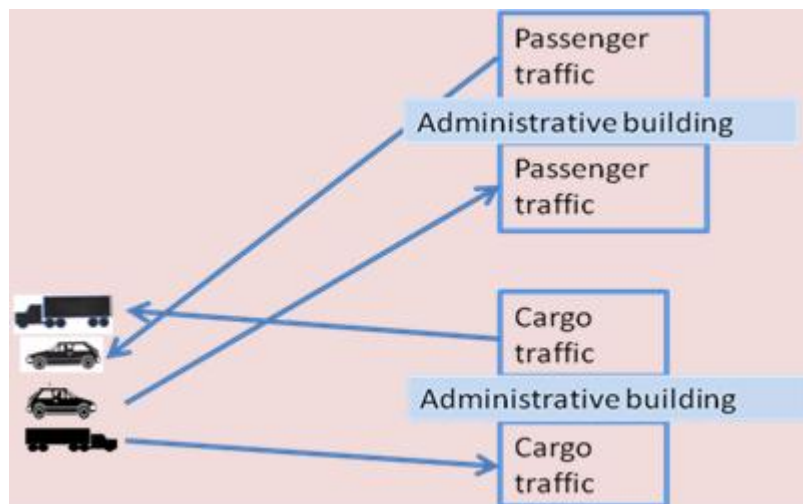 Passenger
traffic
Administrative building
Passenger
traffic
Cargo
traffic
Administrative building
Cargo
traffic